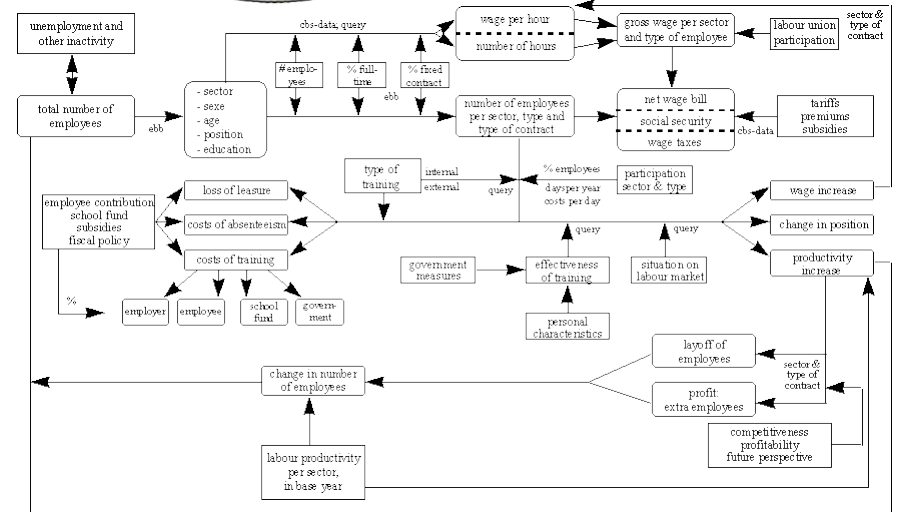 unemployment and
other inactivity
cbs-data; query
wage per hour
number of hours
gross wage per sector
and type of employee
labour union
participation
sector &
type of
contract
# emplo-
yees
% full-
time
% fixed
contract
total number of
employees
ebb
- sector
- sexe
- age
- position
- education
ebb
number of employees
per sector, type and
type of contract
net wage bill
social security
wage taxes
cbs-data
tariffs
premiums
subsidies
type of
training
internal
external
query
% employees
days per year
costs per day
participation
sector & type
employee contribution
school fund
subsidies
fiscal policy
loss of leasure
costs of absenteeism
costs of training
wage increase
change in position
productivity
increase
query
query
government
measures
effectiveness
of training
situation on
labour market
%
employer
employee
school
fund
govern-
ment
personal
characteristics
layoff of
employees
sector &
type of
contract
change in number
of employees
profit:
extra employees
competitiveness
profitability
future perspective
labour productivity
per sector,
in base year